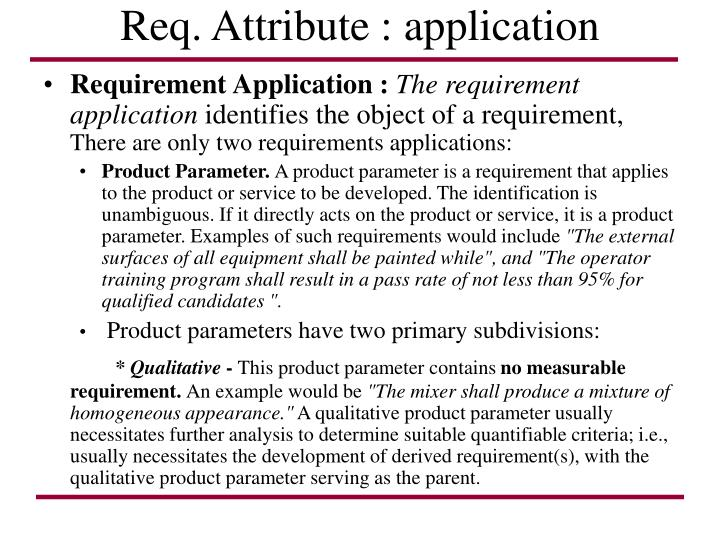 Req. Attribute : application
• Requirement Application : The requirement
application identifies the object of a requirement,
There are only two requirements applications:
• Product Parameter. A product parameter is a requirement that applies
to the product or service to be developed. The identification is
unambiguous. If it directly acts on the product or service, it is a product
parameter. Examples of such requirements would include "The external
surfaces of all equipment shall be painted while", and "The operator
training program shall result in a pass rate of not less than 95% for
qualified candidates ".
• Product parameters have two primary subdivisions:
* Qualitative - This product parameter contains no measurable
requirement. An example would be "The mixer shall produce a mixture of
homogeneous appearance." A qualitative product parameter usually
necessitates further analysis to determine suitable quantifiable criteria; i.e.,
usually necessitates the development of derived requirement(s), with the
qualitative product parameter serving as the parent.